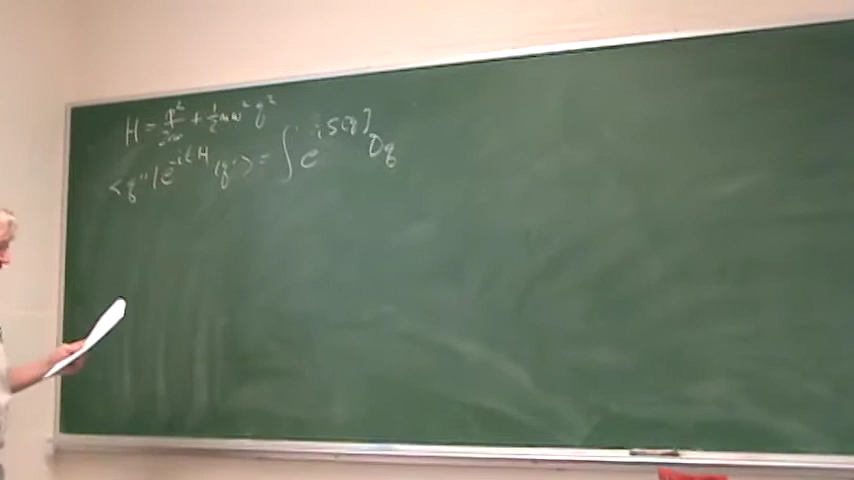 H = p²/2m + ½mω²q²
<q''|e^{-itH}|q'> = ∫ e^{iS[q]} Dq